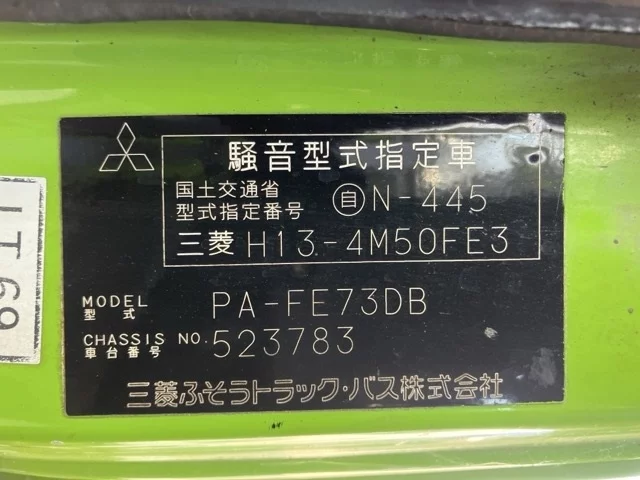 騒音型式指定車
国土交通省
型式指定番号 自N-445
三菱 H13-4M50FE3
MODEL
型式
PA-FE73DB
CHASSIS NO.
車台番号
523783
三菱ふそうトラック・バス株式会社
LT69